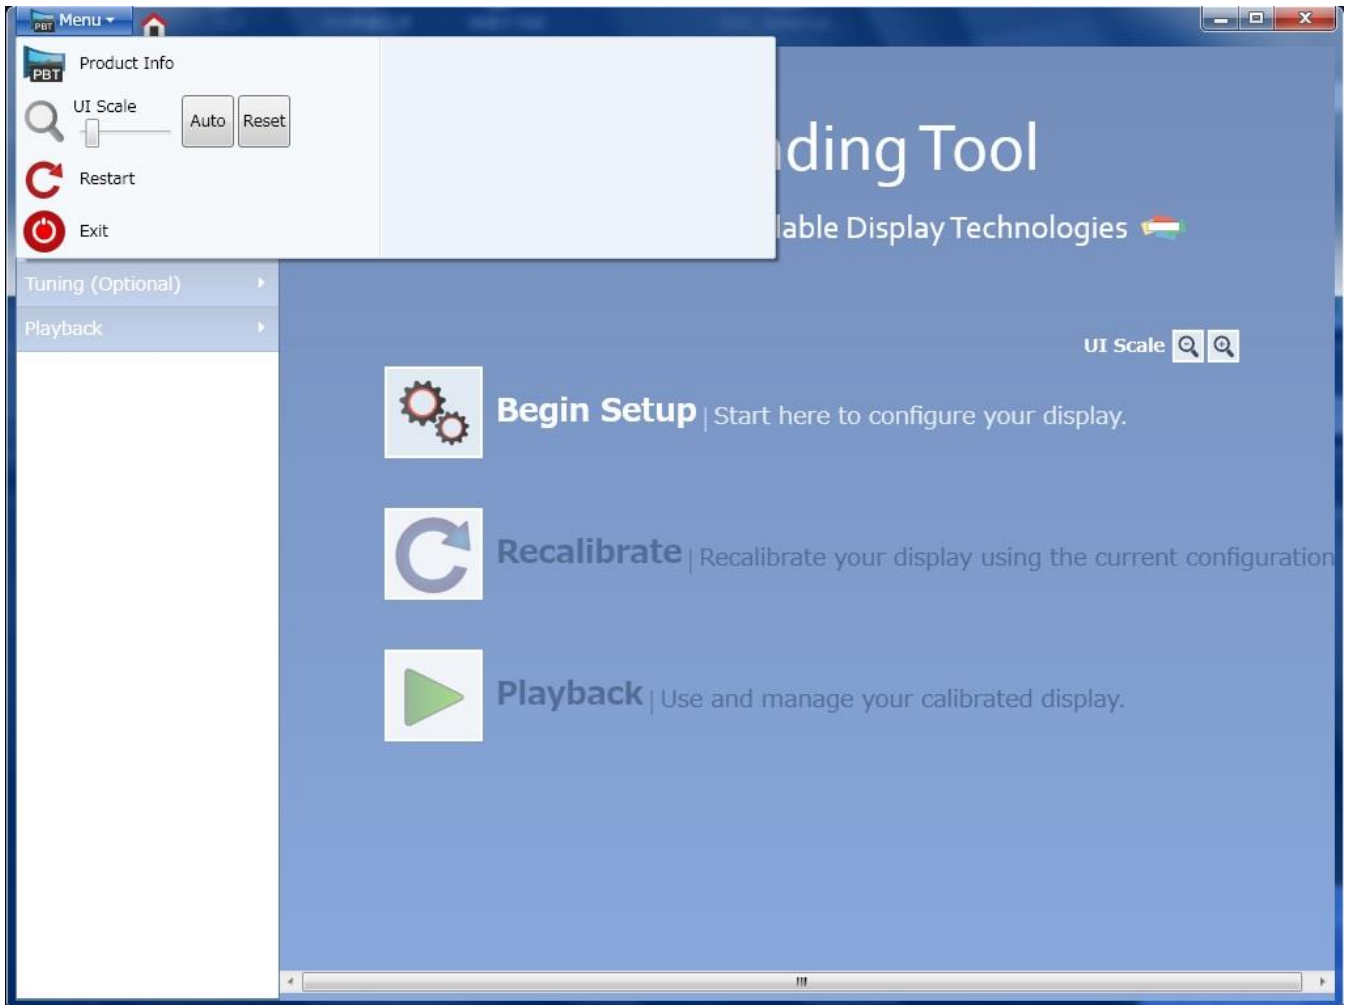 PBT Menu
PBT Product Info
UI Scale
Auto Reset
Restart
Exit
ding Tool
lable Display Technologies
Tuning (Optional)
Playback
UI Scale
Begin Setup | Start here to configure your display.
Recalibrate | Recalibrate your display using the current configuration
Playback | Use and manage your calibrated display.